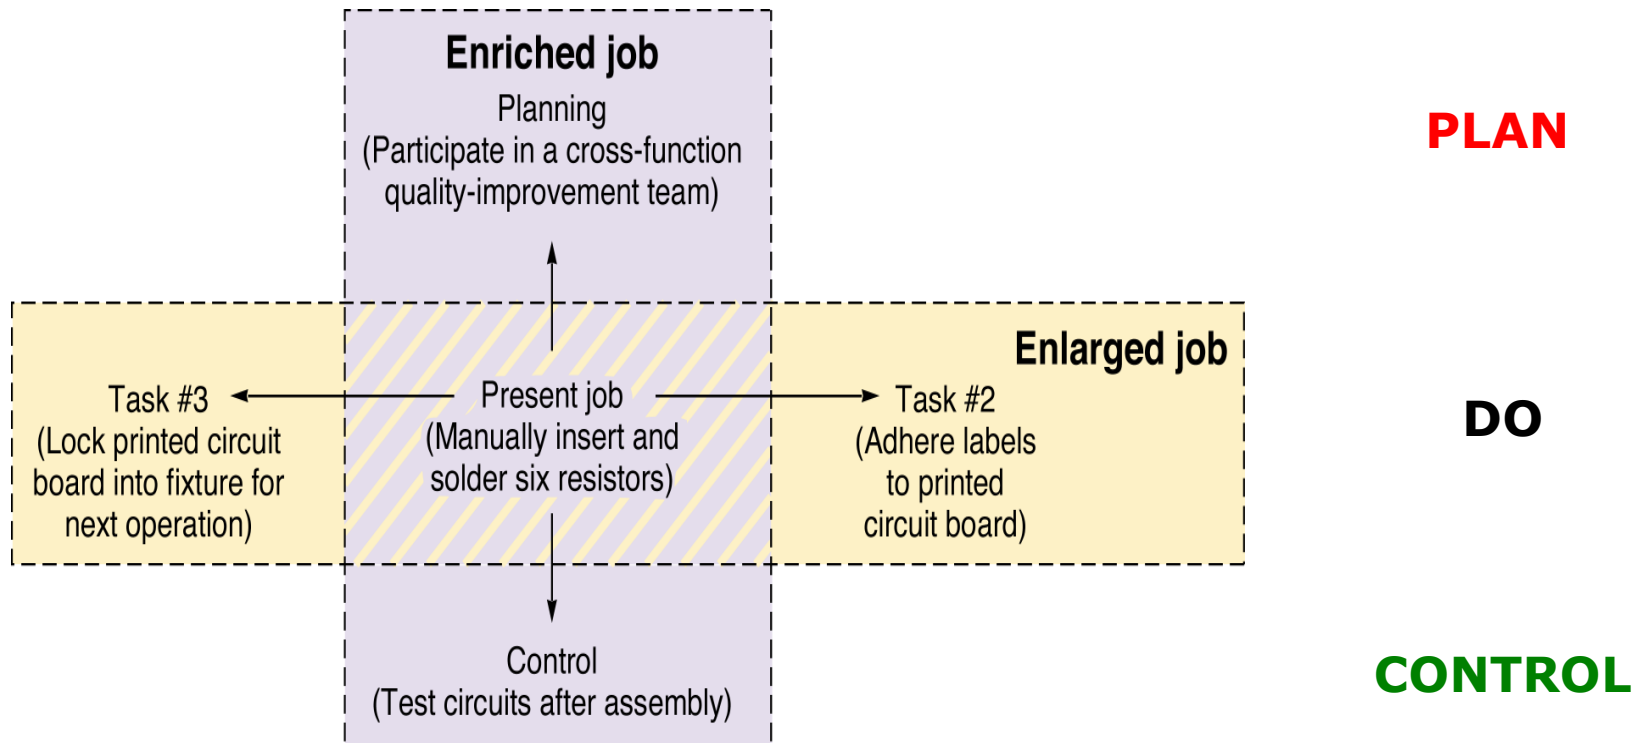 Enriched job
Planning
(Participate in a cross-function
quality-improvement team)
PLAN
Enlarged job
Task #3
(Lock printed circuit
board into fixture for
next operation)
Present job
(Manually insert and
solder six resistors)
Task #2
(Adhere labels
to printed
circuit board)
DO
Control
(Test circuits after assembly)
CONTROL